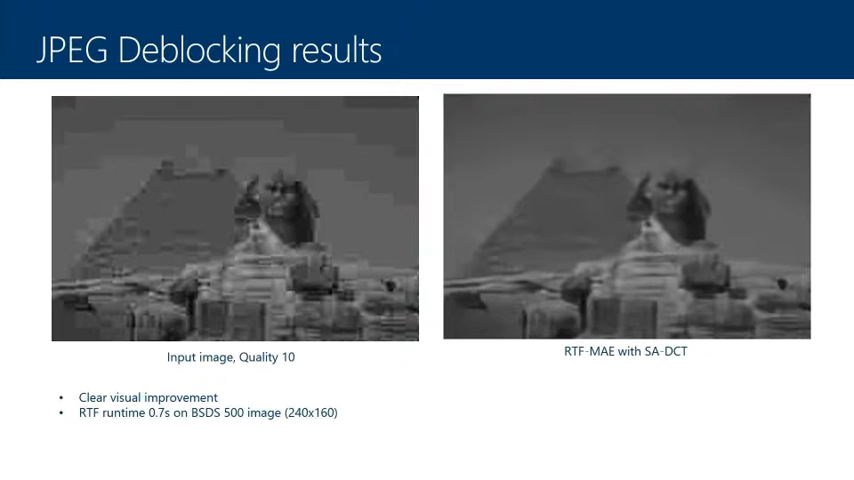 JPEG Deblocking results
Input image, Quality 10
RTF-MAE with SA-DCT
• Clear visual improvement
• RTF runtime 0.7s on BSDS 500 image (240x160)